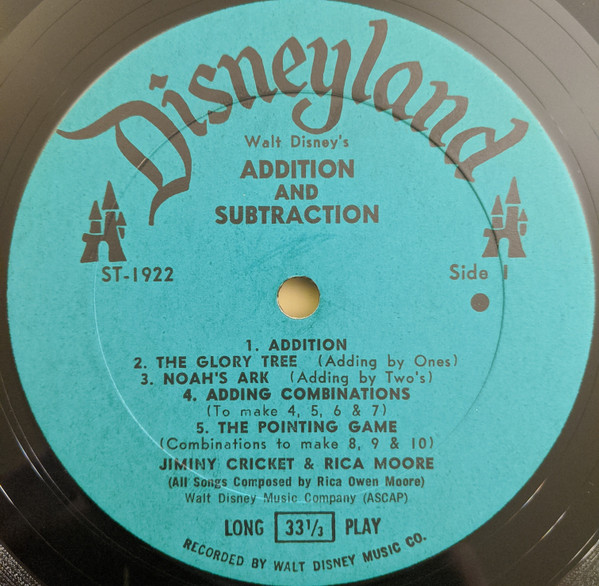 Disneyland
Walt Disney's
ADDITION
AND
SUBTRACTION
ST-1922
Side 1
1. ADDITION
2. THE GLORY TREE (Adding by Ones)
3. NOAH'S ARK (Adding by Two's)
4. ADDING COMBINATIONS
(To make 4, 5, 6 & 7)
5. THE POINTING GAME
(Combinations to make 8, 9 & 10)
JIMINY CRICKET & RICA MOORE
(All Songs Composed by Rica Owen Moore)
Walt Disney Music Company (ASCAP)
LONG 33 1/3 PLAY
RECORDED BY WALT DISNEY MUSIC CO.